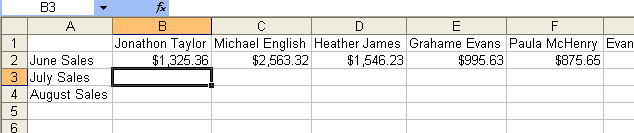 B3 fx
A B C D E F
1 Jonathon Taylor Michael English Heather James Grahame Evans Paula McHenry Evan
2 June Sales $1,325.36 $2,563.32 $1,546.23 $995.63 $875.65
3 July Sales
4 August Sales
5
6